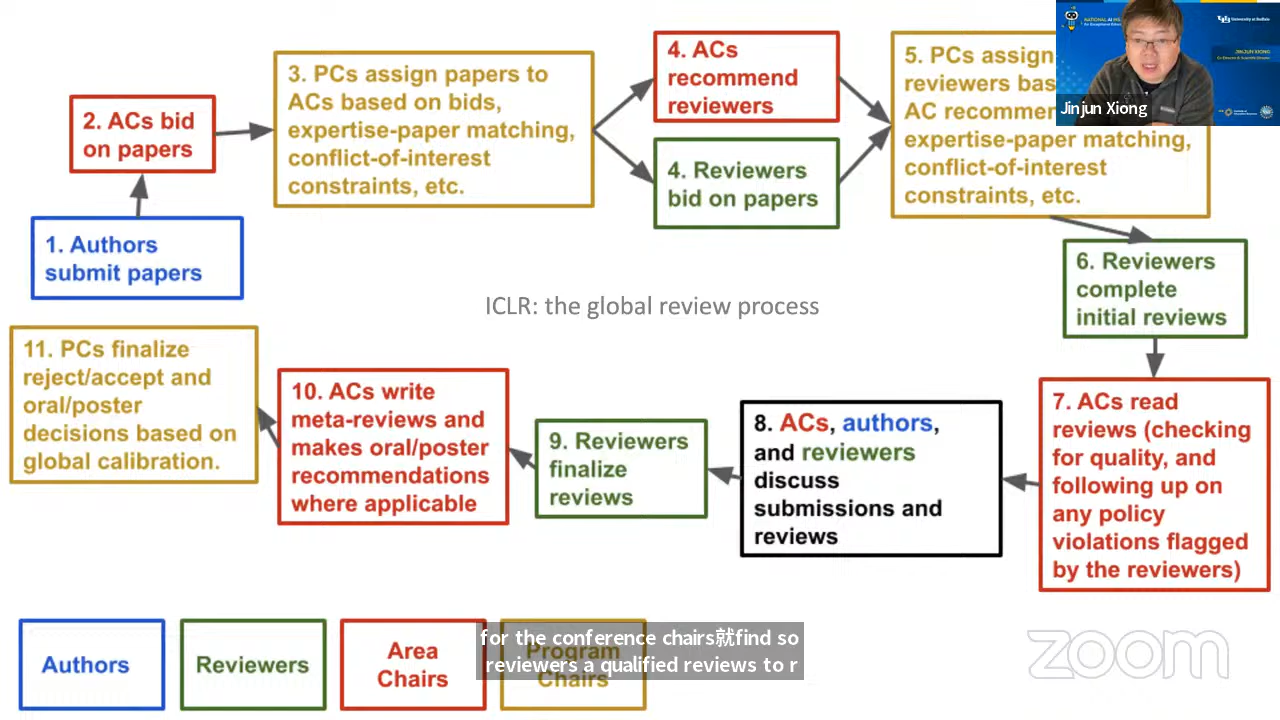 1. Authors
submit papers
2. ACs bid
on papers
3. PCs assign papers to
ACs based on bids,
expertise-paper matching,
conflict-of-interest
constraints, etc.
4. ACs
recommend
reviewers
4. Reviewers
bid on papers
5. PCs assign
reviewers
AC
expertise-paper matching,
conflict-of-interest
constraints, etc.
Jinjun Xiong
University at Buffalo
JINJUN XIONG
6. Reviewers
complete
initial reviews
ICLR: the global review process
7. ACs read
reviews (checking
for quality, and
following up on
any policy
violations flagged
by the reviewers)
8. ACs, authors,
and reviewers
discuss
submissions and
reviews
9. Reviewers
finalize
reviews
10. ACs write
meta-reviews and
makes oral/poster
recommendations
where applicable
11. PCs finalize
reject/accept and
oral/poster
decisions based on
global calibration.
Authors
Reviewers
Area
Chairs
Program
Chairs
for the conference chairs就find so
reviewers a qualified reviews to r
zoom